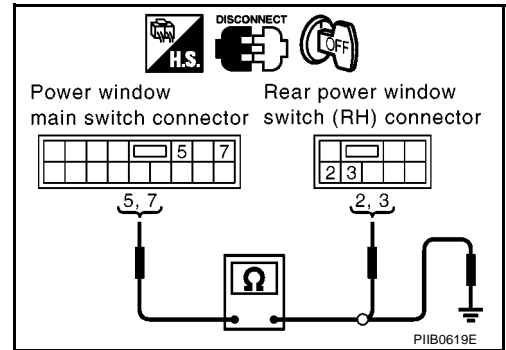 DISCONNECT
H.S.
OFF
Power window
main switch connector
Rear power window
switch (RH) connector
5 7
2 3
5, 7
2, 3
Ω
PIIB0619E